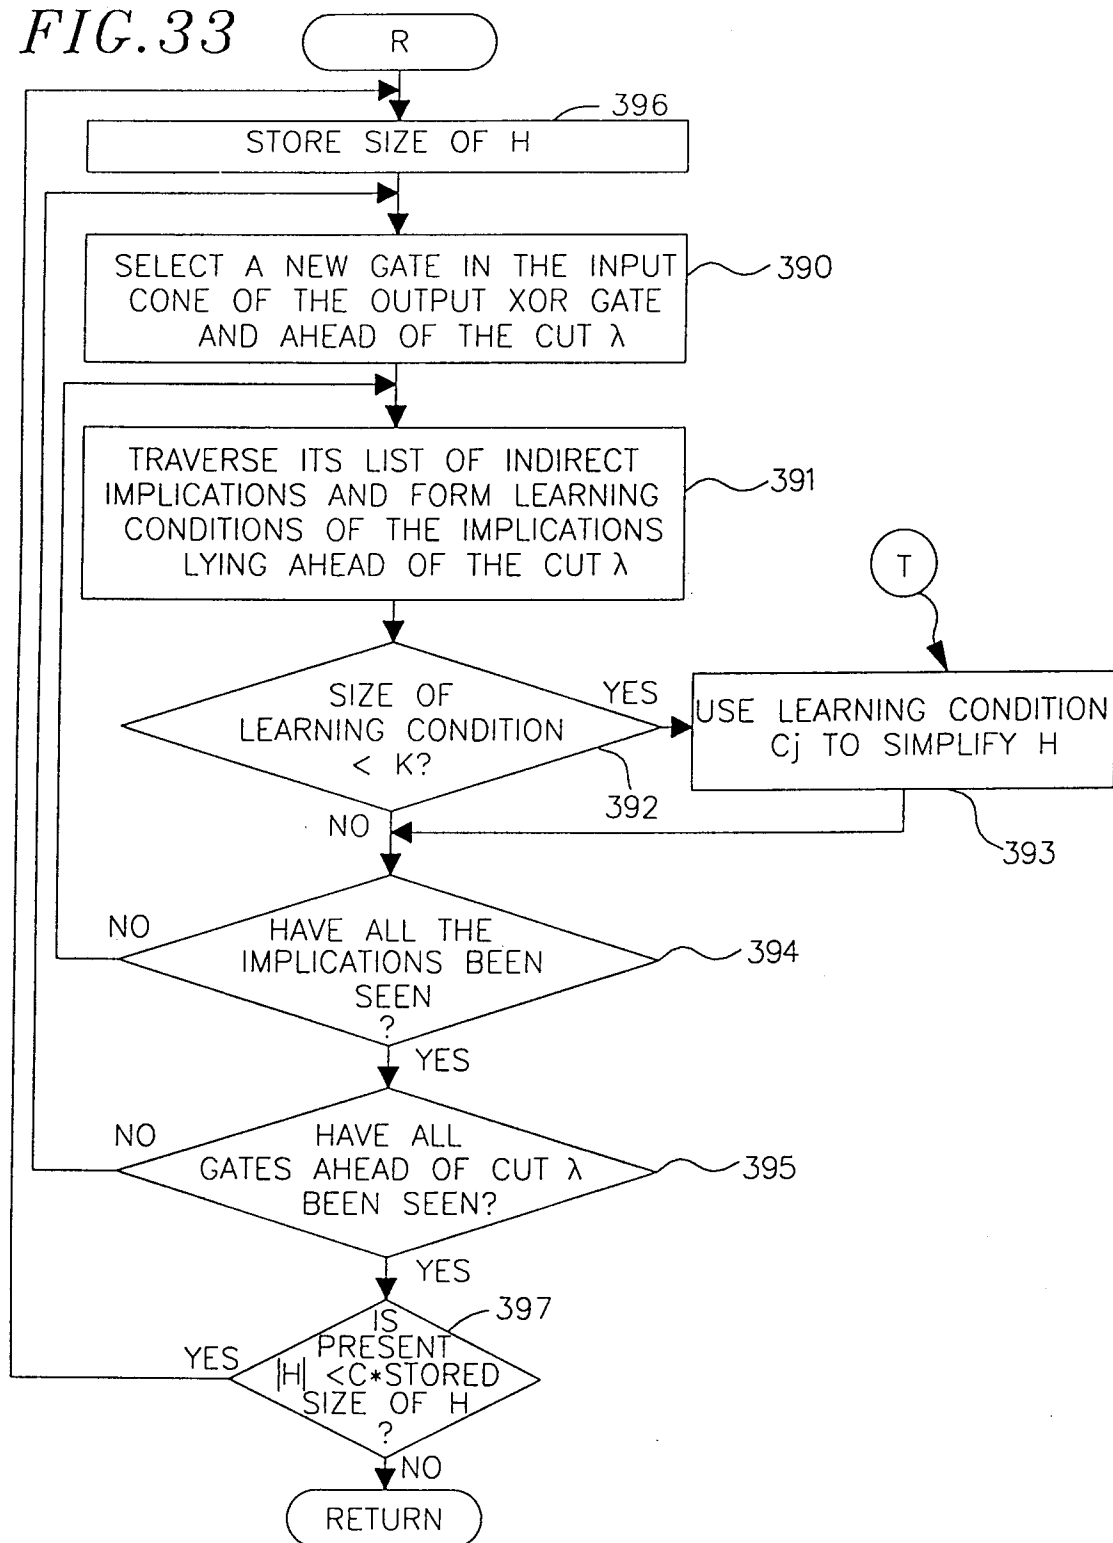 FIG.33
R
396
STORE SIZE OF H
SELECT A NEW GATE IN THE INPUT
CONE OF THE OUTPUT XOR GATE
AND AHEAD OF THE CUT λ
390
TRAVERSE ITS LIST OF INDIRECT
IMPLICATIONS AND FORM LEARNING
CONDITIONS OF THE IMPLICATIONS
LYING AHEAD OF THE CUT λ
391
T
SIZE OF
LEARNING CONDITION
< K?
YES
392
NO
USE LEARNING CONDITION
Cj TO SIMPLIFY H
393
NO
HAVE ALL THE
IMPLICATIONS BEEN
SEEN
?
394
YES
NO
HAVE ALL
GATES AHEAD OF CUT λ
BEEN SEEN?
395
YES
397
YES
IS
PRESENT
|H| <C*STORED
SIZE OF H
?
NO
RETURN